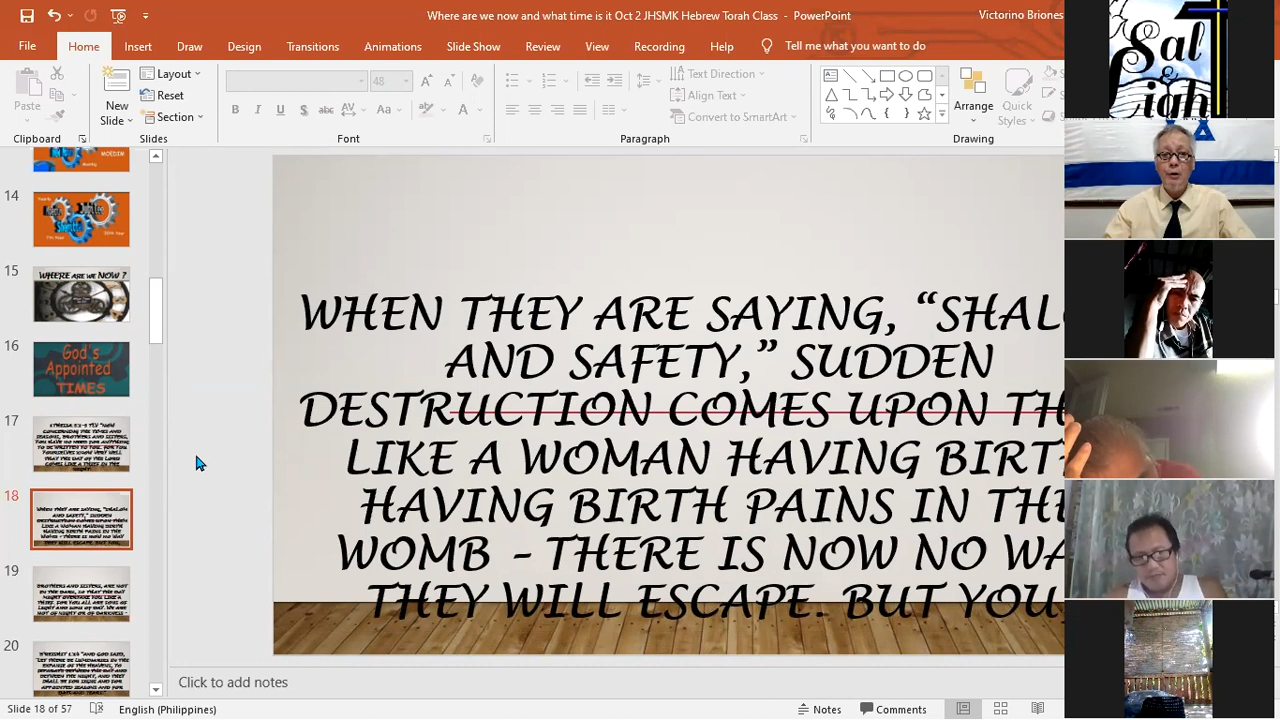 Where are we now and what time is it Oct 2 JHSMK Hebrew Torah Class - PowerPoint
Victorino Briones
File Home Insert Draw Design Transitions Animations Slide Show Review View Recording Help Tell me what you want to do
Paste
New
Slide
Layout
Reset
Section
48
Text Direction
Align Text
Convert to SmartArt
Arrange
Quick
Styles
Clipboard
Slides
Font
Paragraph
Drawing
14
15
WHERE ARE WE NOW ?
16
God's
Appointed
TIMES
17
18
19
20
WHEN THEY ARE SAYING, “SHALO
AND SAFETY,” SUDDEN
DESTRUCTION COMES UPON TH
LIKE A WOMAN HAVING BIRTH
HAVING BIRTH PAINS IN THE
WOMB – THERE IS NOW NO WA
THEY WILL ESCAPE. BUT YOU,
Click to add notes
Slide 18 of 57
English (Philippines)
Notes
Comments
Sal
&
Ligh